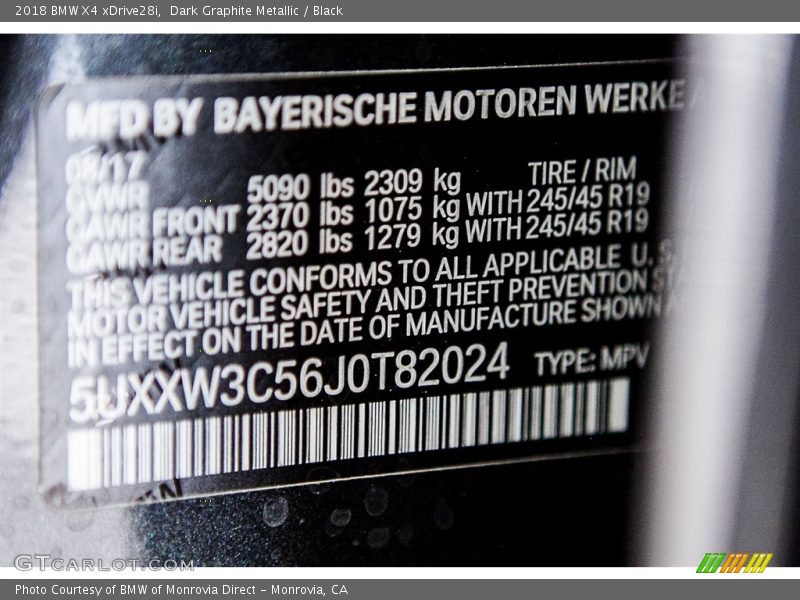 2018 BMW X4 xDrive28i, Dark Graphite Metallic / Black
MFD BY BAYERISCHE MOTOREN WERKE
08/17
TIRE / RIM
GVWR 5090 lbs 2309 kg
GAWR FRONT 2370 lbs 1075 kg WITH 245/45 R19
GAWR REAR 2820 lbs 1279 kg WITH 245/45 R19
THIS VEHICLE CONFORMS TO ALL APPLICABLE U.S.
MOTOR VEHICLE SAFETY AND THEFT PREVENTION
IN EFFECT ON THE DATE OF MANUFACTURE SHOWN
5UXXW3C56J0T82024 TYPE: MPV
GTcarlot.com
Photo Courtesy of BMW of Monrovia Direct - Monrovia, CA